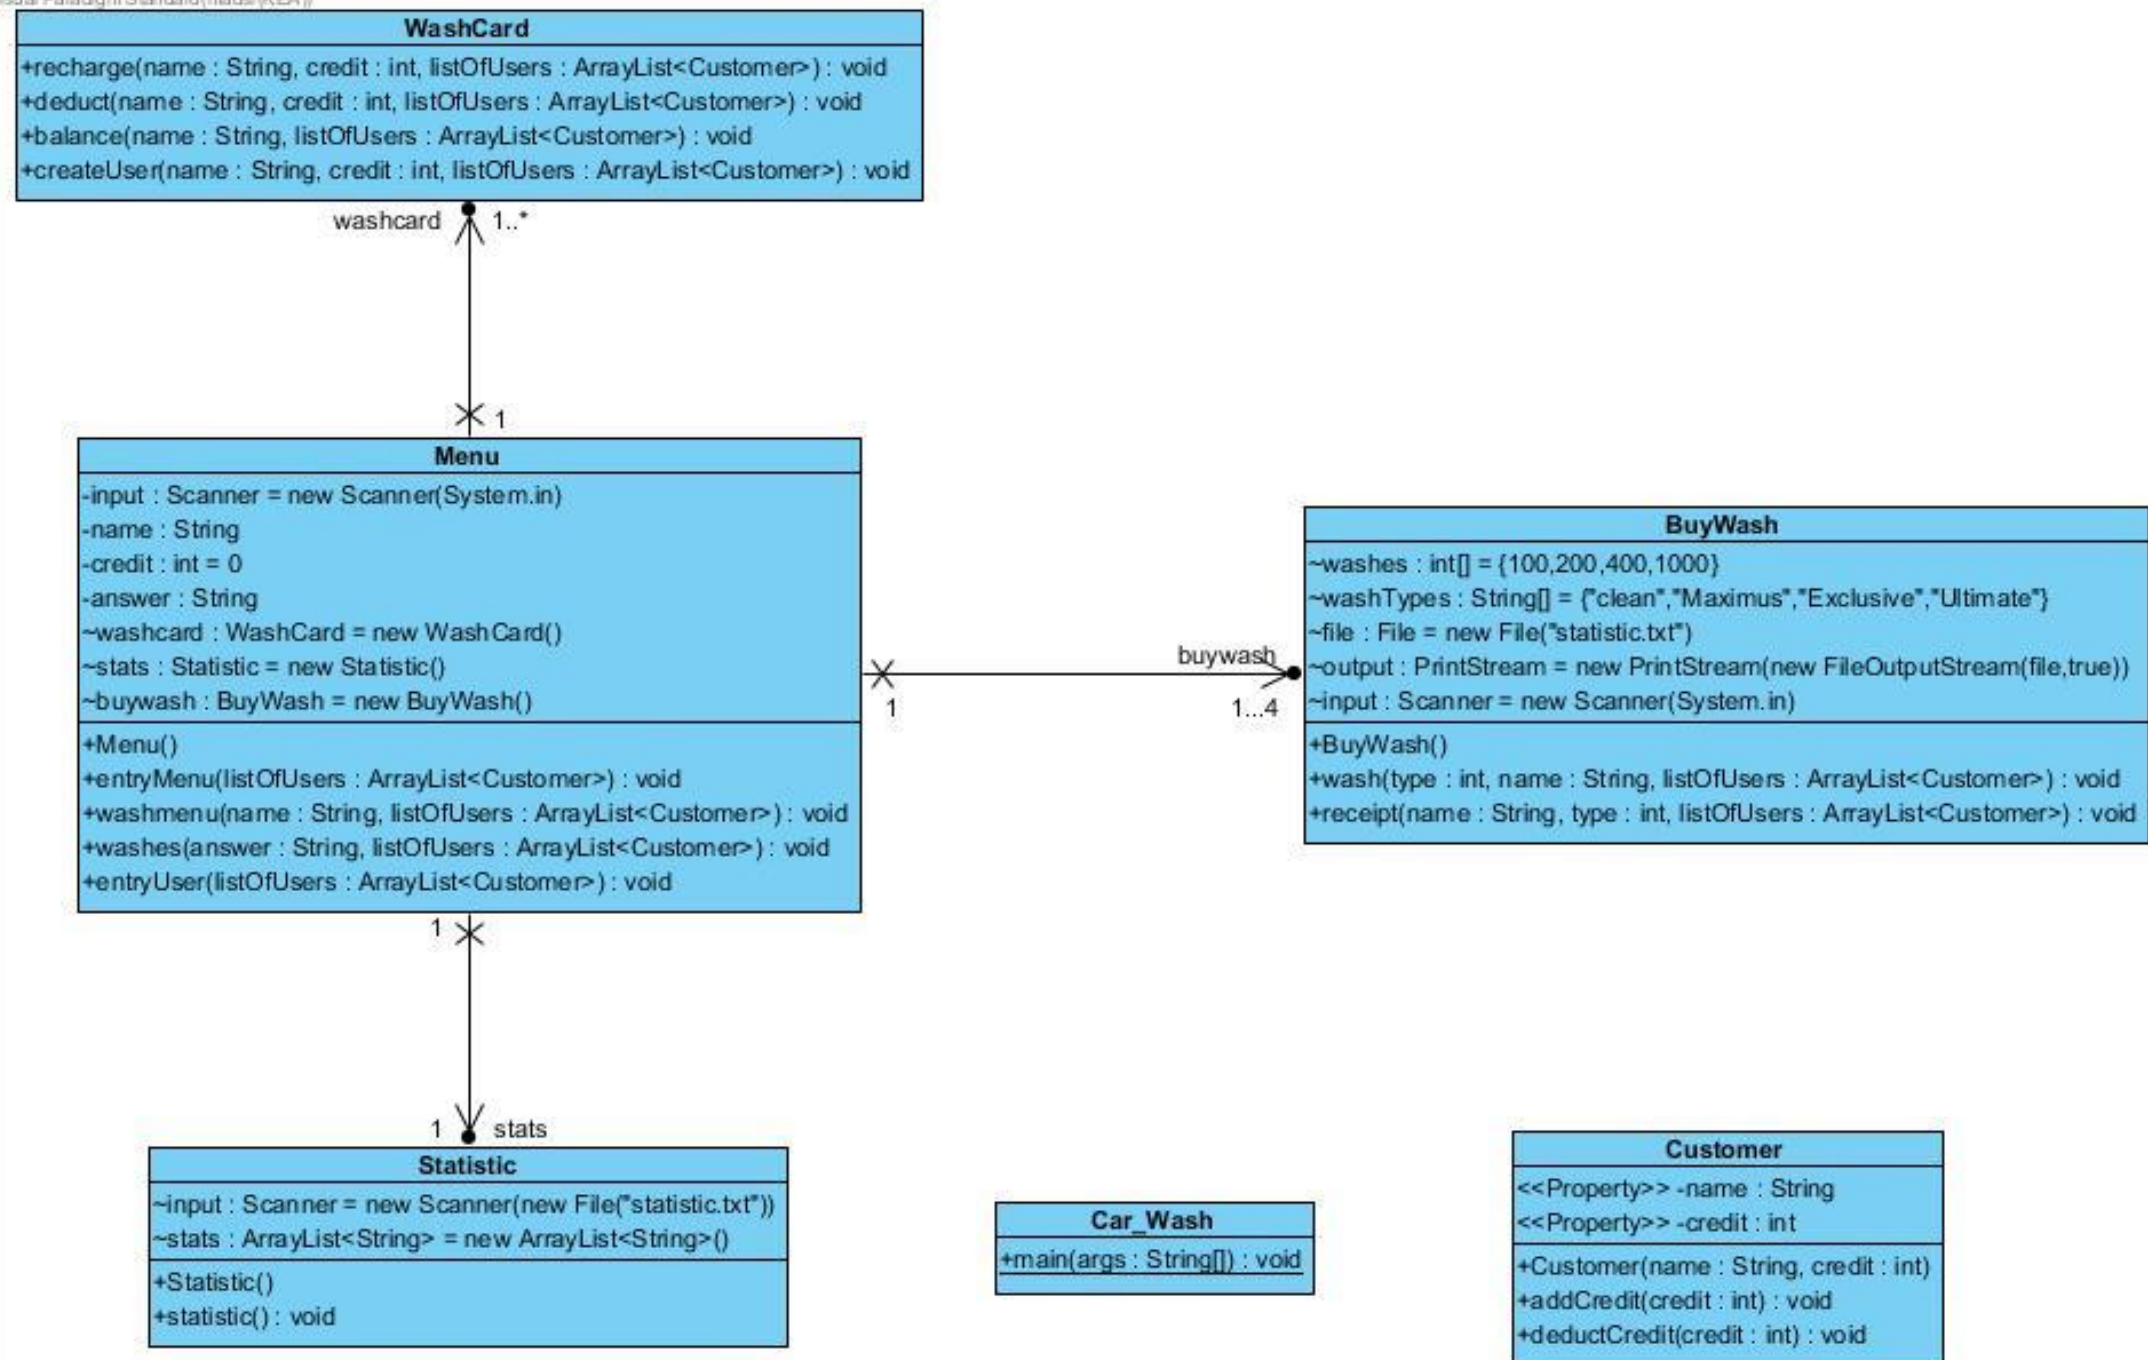 WashCard
+recharge(name : String, credit : int, listOfUsers : ArrayList<Customer>) : void
+deduct(name : String, credit : int, listOfUsers : ArrayList<Customer>) : void
+balance(name : String, listOfUsers : ArrayList<Customer>) : void
+createUser(name : String, credit : int, listOfUsers : ArrayList<Customer>) : void
washcard 1..*
1
Menu
-input : Scanner = new Scanner(System.in)
-name : String
-credit : int = 0
-answer : String
~washcard : WashCard = new WashCard()
~stats : Statistic = new Statistic()
~buywash : BuyWash = new BuyWash()
+Menu()
+entryMenu(listOfUsers : ArrayList<Customer>) : void
+washmenu(name : String, listOfUsers : ArrayList<Customer>) : void
+washes(answer : String, listOfUsers : ArrayList<Customer>) : void
+entryUser(listOfUsers : ArrayList<Customer>) : void
buywash
1 1...4
BuyWash
~washes : int[] = {100,200,400,1000}
~washTypes : String[] = {"clean","Maximus","Exclusive","Ultimate"}
~file : File = new File("statistic.txt")
~output : PrintStream = new PrintStream(new FileOutputStream(file,true))
~input : Scanner = new Scanner(System.in)
+BuyWash()
+wash(type : int, name : String, listOfUsers : ArrayList<Customer>) : void
+receipt(name : String, type : int, listOfUsers : ArrayList<Customer>) : void
1
1 stats
Statistic
~input : Scanner = new Scanner(new File("statistic.txt"))
~stats : ArrayList<String> = new ArrayList<String>()
+Statistic()
+statistic() : void
Car_Wash
+main(args : String[]) : void
Customer
<<Property>> -name : String
<<Property>> -credit : int
+Customer(name : String, credit : int)
+addCredit(credit : int) : void
+deductCredit(credit : int) : void